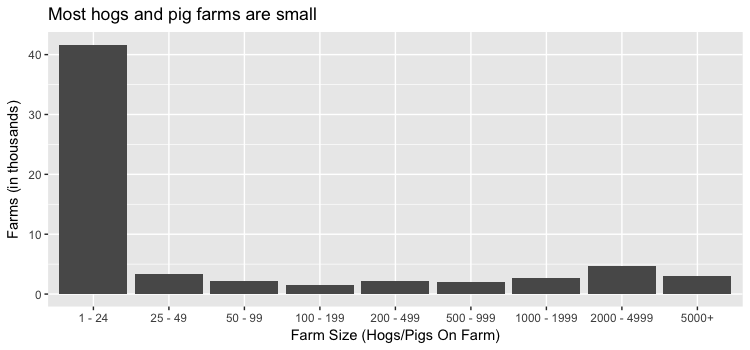 Most hogs and pig farms are small
Farms (in thousands)
40
30
20
10
0
1 - 24 25 - 49 50 - 99 100 - 199 200 - 499 500 - 999 1000 - 1999 2000 - 4999 5000+
Farm Size (Hogs/Pigs On Farm)